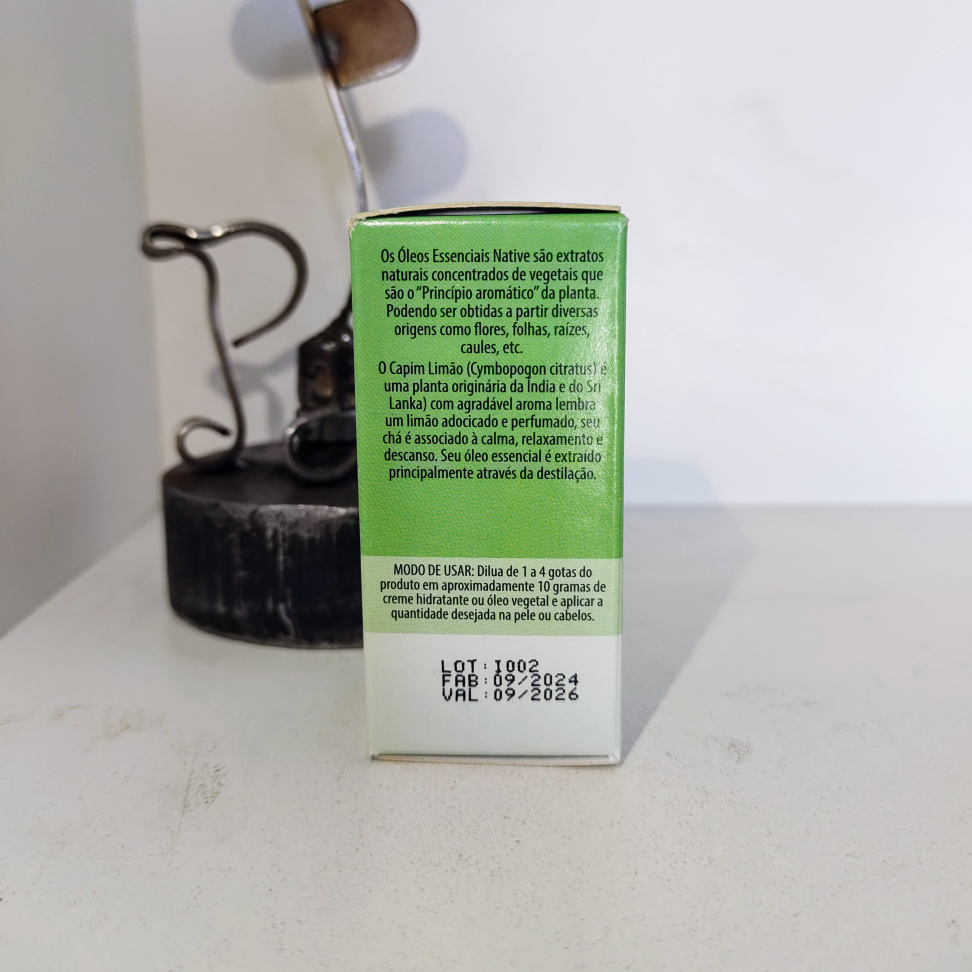 Os Óleos Essenciais Native são extratos
naturais concentrados de vegetais que
são o “Princípio aromático” da planta.
Podendo ser obtidas a partir diversas
origens como flores, folhas, raízes,
caules, etc.
O Capim Limão (Cymbopogon citratus) é
uma planta originária da Índia e do Sri
Lanka) com agradável aroma lembra
um limão adocicado e perfumado, seu
chá é associado à calma, relaxamento e
descanso. Seu óleo essencial é extraído
principalmente através da destilação.
MODO DE USAR: Dilua de 1 a 4 gotas do
produto em aproximadamente 10 gramas de
creme hidratante ou óleo vegetal e aplicar a
quantidade desejada na pele ou cabelos.
LOT: I002
FAB: 09/2024
VAL: 09/2026